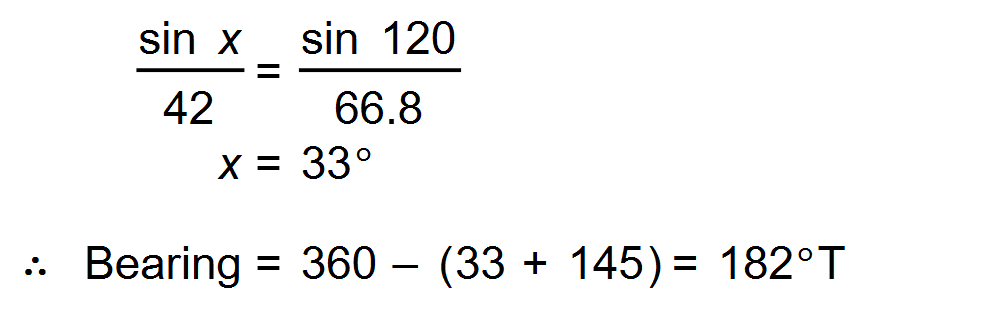 sin x / 42 = sin 120 / 66.8
x = 33°
∴ Bearing = 360 – (33 + 145) = 182°T